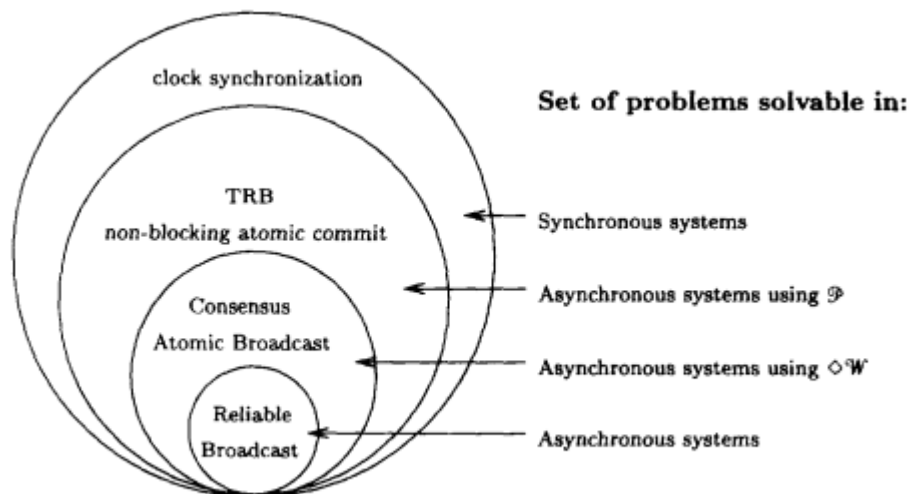 clock synchronization
Set of problems solvable in:
TRB
non-blocking atomic commit
Synchronous systems
Consensus
Atomic Broadcast
Asynchronous systems using 𝒫
Asynchronous systems using ◇𝒲
Reliable
Broadcast
Asynchronous systems